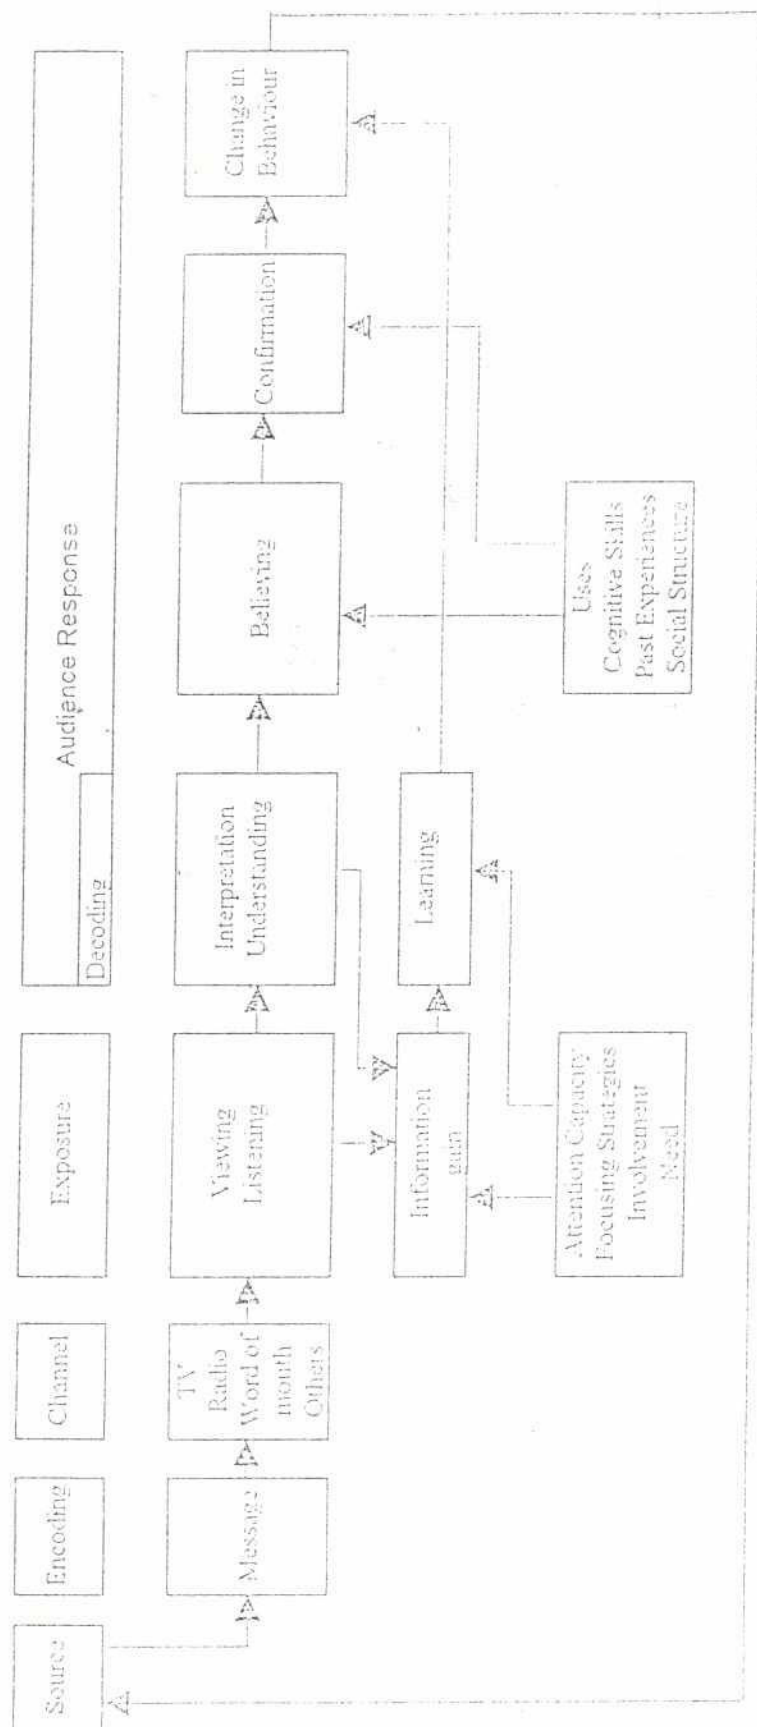 Source
Encoding
Channel
Exposure
Audience Response
Decoding
Message
TV
Radio
Word of
mouth
Others
Viewing
Listening
Interpretation
Understanding
Believing
Confirmation
Change in
Behaviour
Information
gain
Learning
Attention Capacity
Focusing Strategies
Involvement
Need
Uses
Cognitive Skills
Past Experiences
Social Structure